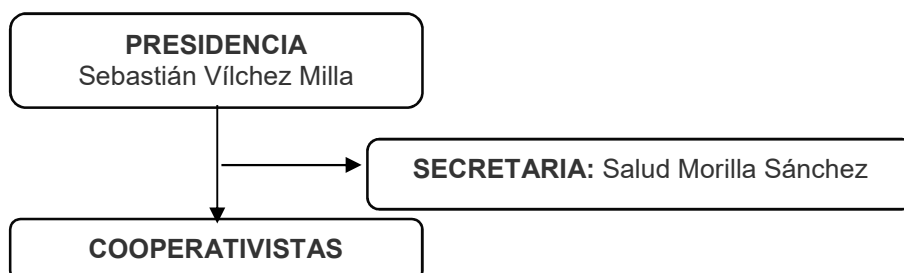 PRESIDENCIA
Sebastián Vílchez Milla
SECRETARIA: Salud Morilla Sánchez
COOPERATIVISTAS